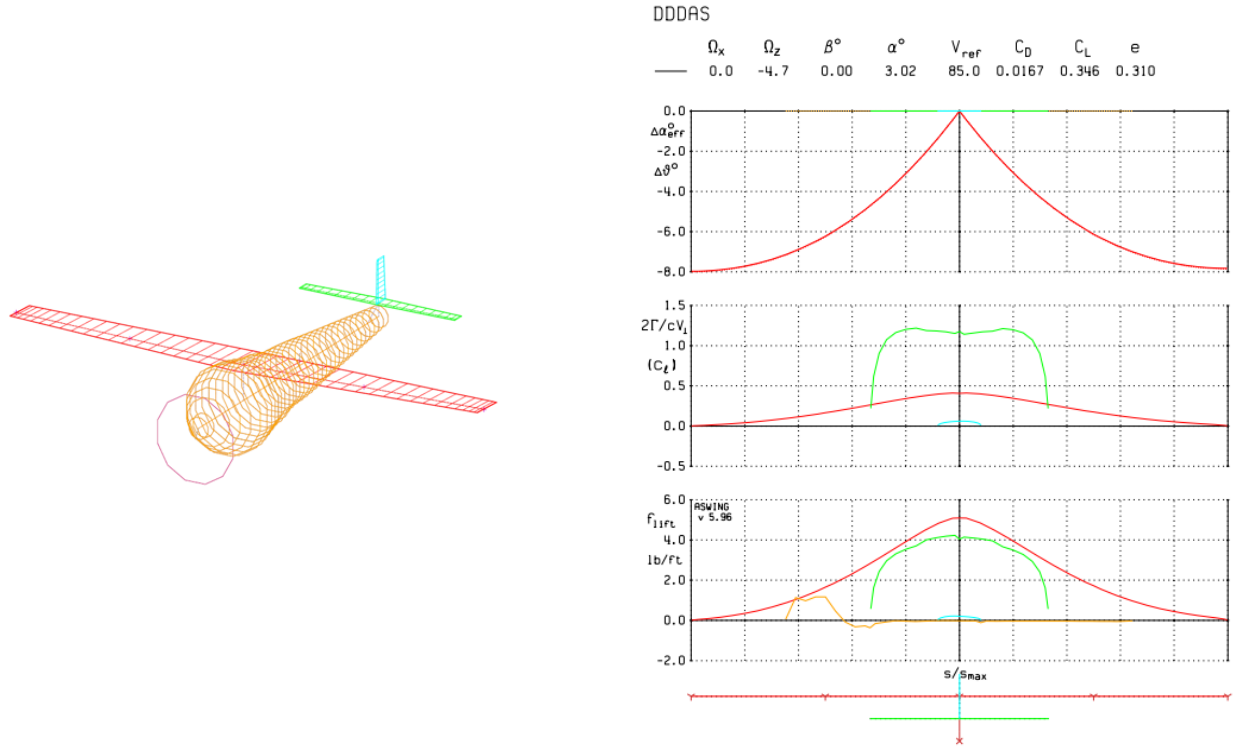 DDDAS
Ωx Ωz β° α° Vref CD CL e
0.0 -4.7 0.00 3.02 85.0 0.0167 0.346 0.310
0.0
Δα°eff
-2.0
Δϑ°
-4.0
-6.0
-8.0
1.5
2Γ/cV⊥
1.0
(Cℓ)
0.5
0.0
-0.5
6.0
ASWING
v 5.96
flift
4.0
lb/ft
2.0
0.0
-2.0
s/smax